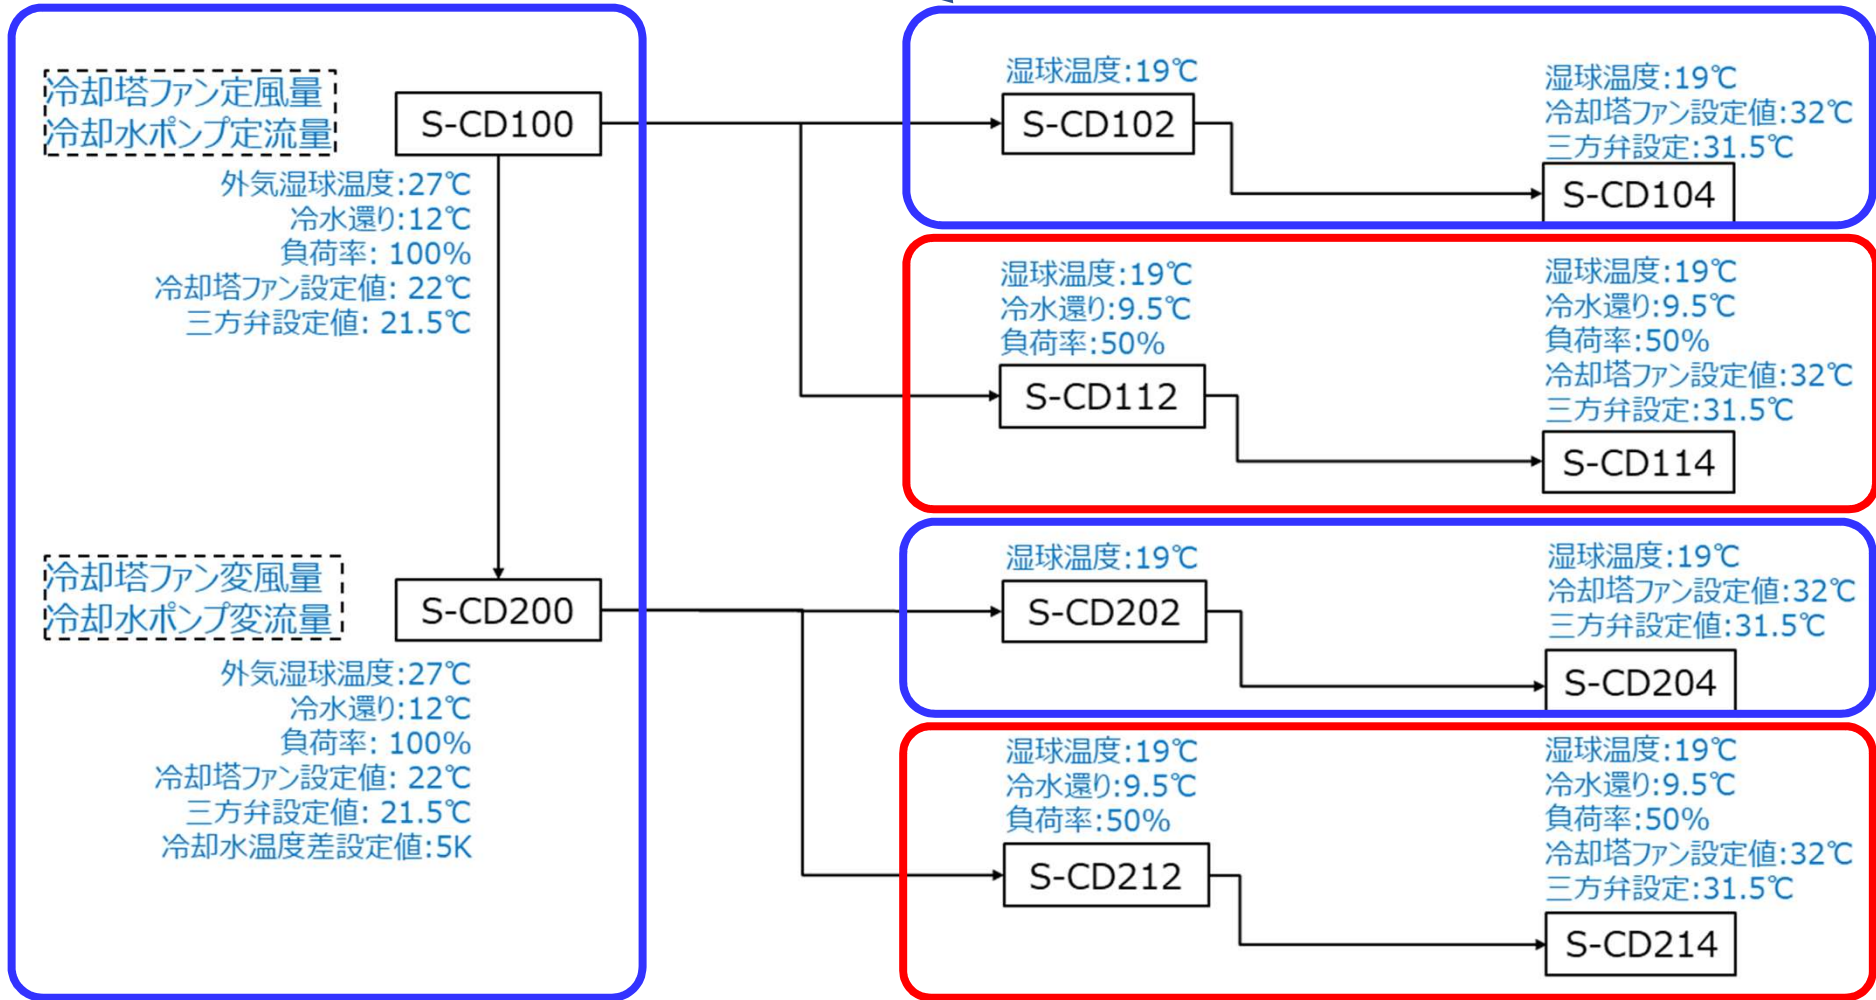 冷却塔ファン定風量
冷却水ポンプ定流量
S-CD100
外気湿球温度:27℃
冷水還り:12℃
負荷率: 100%
冷却塔ファン設定値: 22℃
三方弁設定値: 21.5℃
湿球温度:19℃
S-CD102
湿球温度:19℃
冷却塔ファン設定値:32℃
三方弁設定:31.5℃
S-CD104
湿球温度:19℃
冷水還り:9.5℃
負荷率:50%
S-CD112
湿球温度:19℃
冷水還り:9.5℃
負荷率:50%
冷却塔ファン設定値:32℃
三方弁設定:31.5℃
S-CD114
冷却塔ファン変風量
冷却水ポンプ変流量
S-CD200
外気湿球温度:27℃
冷水還り:12℃
負荷率: 100%
冷却塔ファン設定値: 22℃
三方弁設定値: 21.5℃
冷却水温度差設定値:5K
湿球温度:19℃
S-CD202
湿球温度:19℃
冷却塔ファン設定値:32℃
三方弁設定値:31.5℃
S-CD204
湿球温度:19℃
冷水還り:9.5℃
負荷率:50%
S-CD212
湿球温度:19℃
冷水還り:9.5℃
負荷率:50%
冷却塔ファン設定値:32℃
三方弁設定:31.5℃
S-CD214